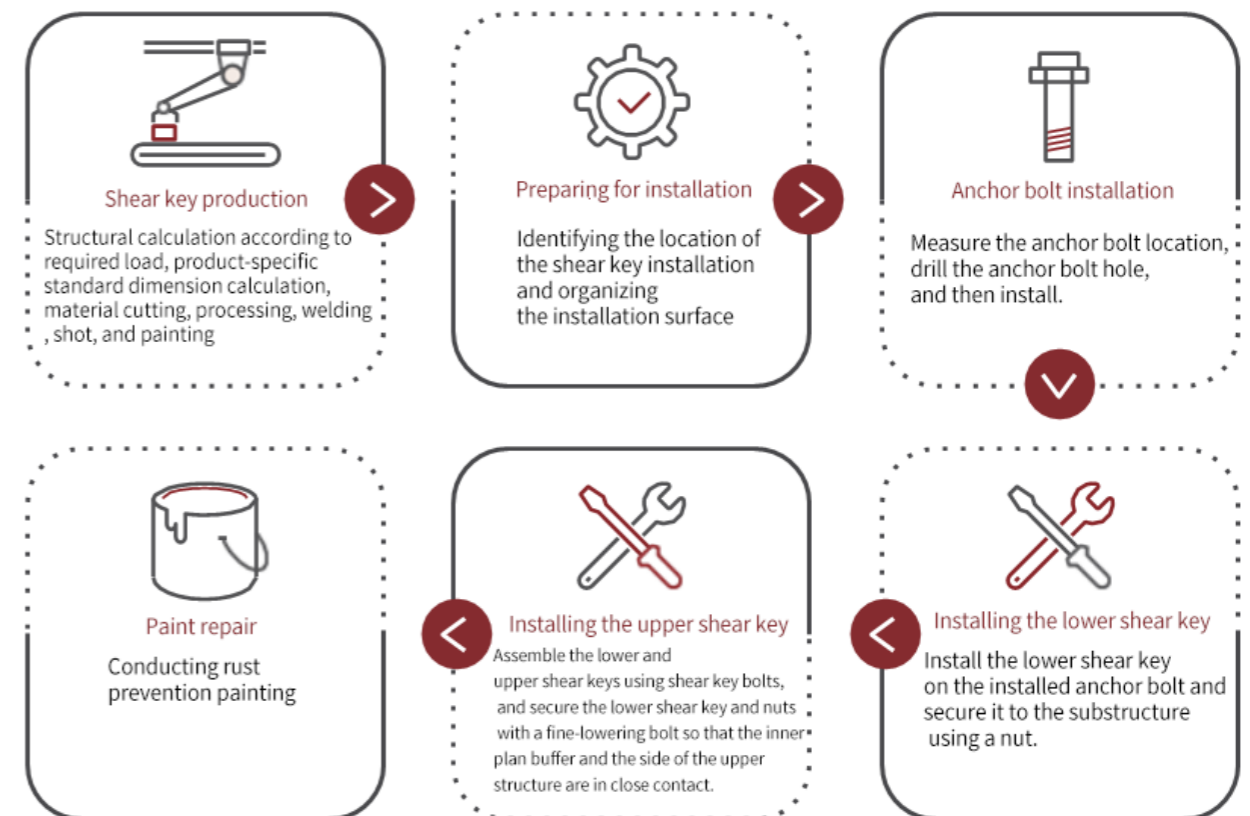 Shear key production
Structural calculation according to
required load, product-specific
standard dimension calculation,
material cutting, processing, welding
, shot, and painting
Preparing for installation
Identifying the location of
the shear key installation
and organizing
the installation surface
Anchor bolt installation
Measure the anchor bolt location,
drill the anchor bolt hole,
and then install.
Installing the lower shear key
Install the lower shear key
on the installed anchor bolt and
secure it to the substructure
using a nut.
Installing the upper shear key
Assemble the lower and
upper shear keys using shear key bolts,
and secure the lower shear key and nuts
with a fine-lowering bolt so that the inner
plan buffer and the side of the upper
structure are in close contact.
Paint repair
Conducting rust
prevention painting